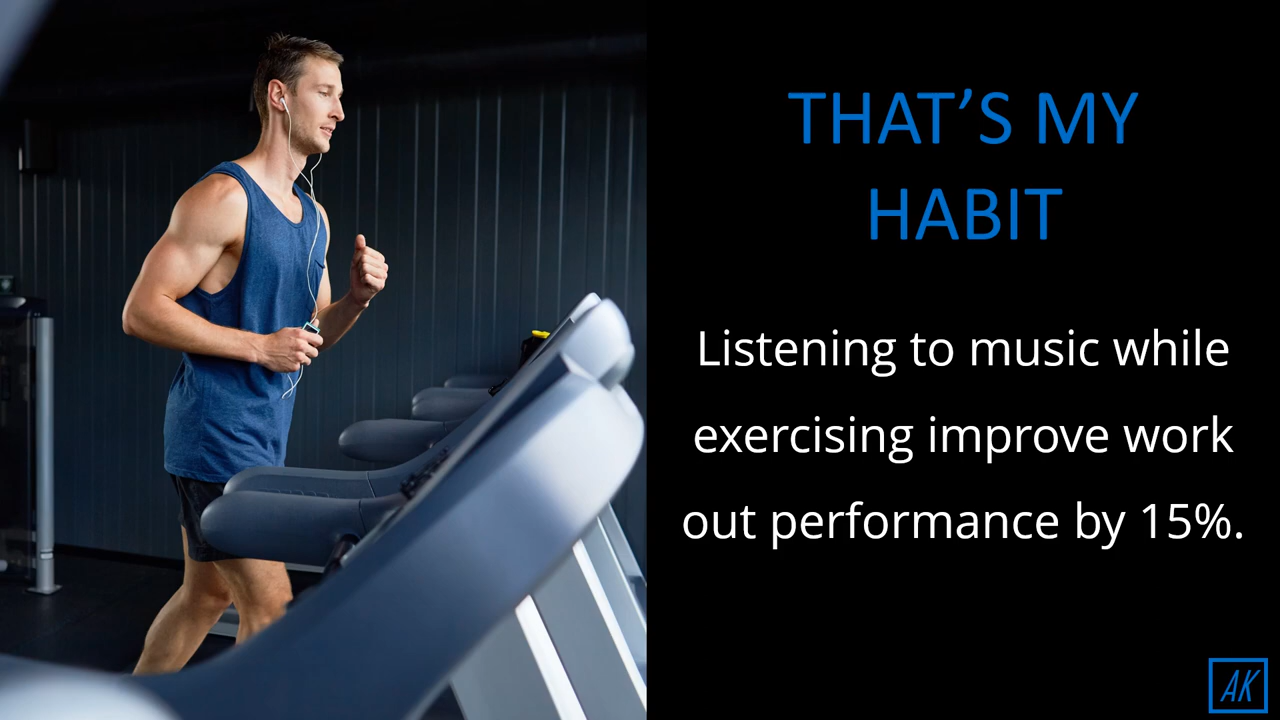 THAT’S MY
HABIT
Listening to music while
exercising improve work
out performance by 15%.
AK